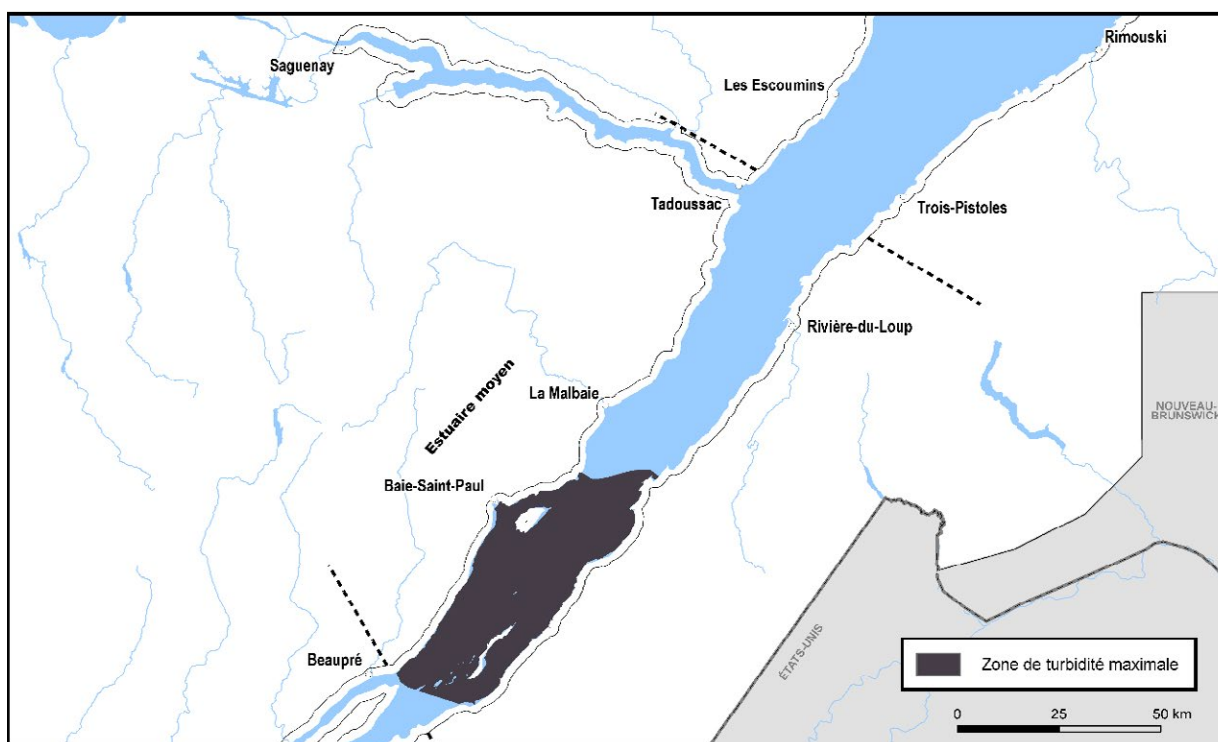 Rimouski
Saguenay
Les Escoumins
Tadoussac
Trois-Pistoles
Rivière-du-Loup
La Malbaie
Estuaire moyen
NOUVEAU-
BRUNSWICK
Baie-Saint-Paul
Beaupré
ÉTATS-UNIS
Zone de turbidité maximale
0 25 50 km